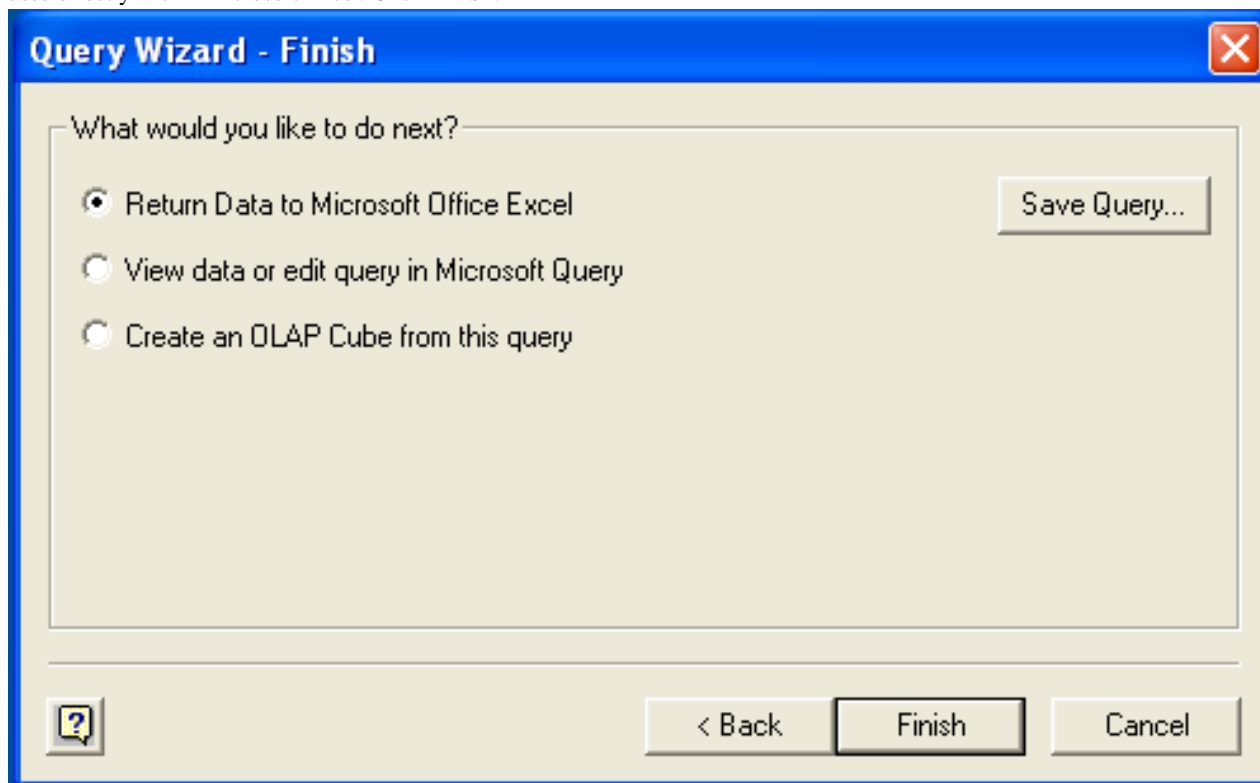 Query Wizard - Finish
What would you like to do next?
Return Data to Microsoft Office Excel
Save Query...
View data or edit query in Microsoft Query
Create an OLAP Cube from this query
< Back
Finish
Cancel